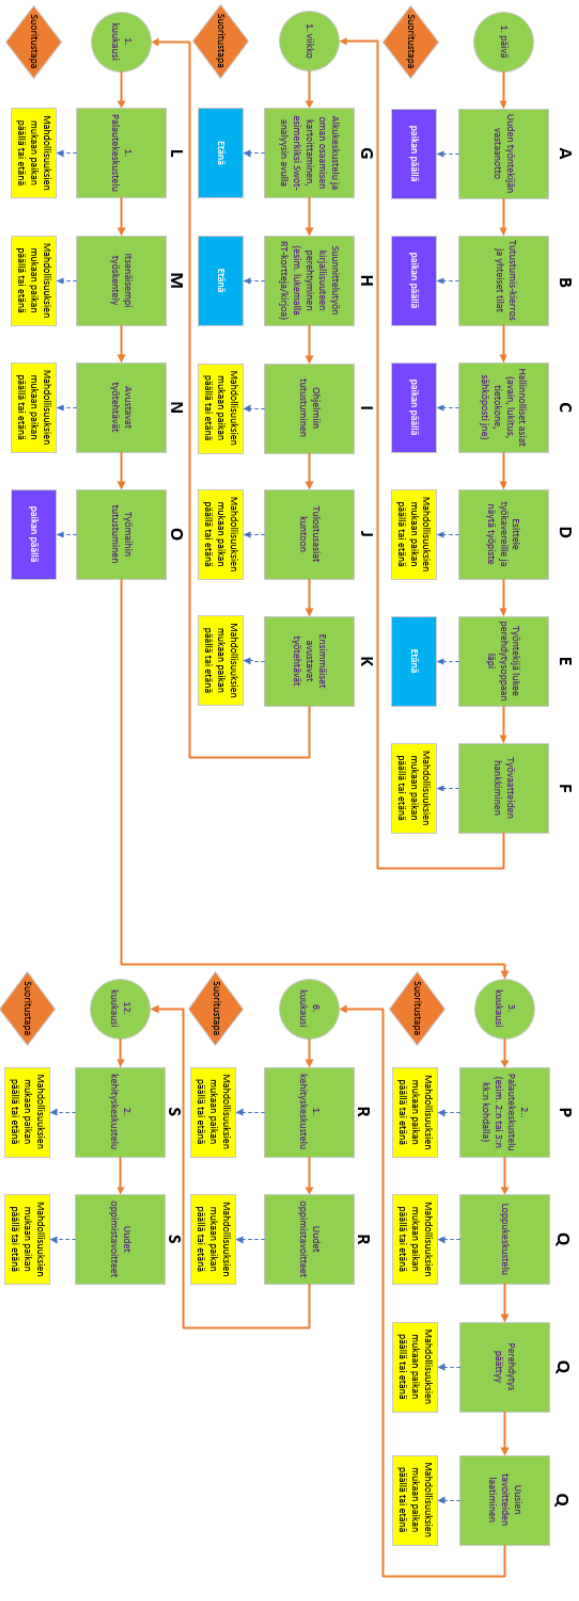 A
B
C
D
E
F
1. päivä
Uuden työntekijän
vastaanotto
Tutustumis-kierros
ja yhteiset tilat
Hallinnolliset asiat
(avain, lukitus,
tietokone,
sähköposti jne)
Esittele
työkavereille ja
näytä työpiste
Työntekijä lukee
perehdytysoppaan
läpi
Työvaatteiden
hankkiminen
Suoritustapa
paikan päällä
paikan päällä
paikan päällä
Mahdollisuuksien
mukaan paikan
päällä tai etänä
Etänä
Mahdollisuuksien
mukaan paikan
päällä tai etänä
G
H
I
J
K
1. viikko
Alkukeskustelu ja
oman osaamisen
kartoittaminen,
esimerkiksi Swot-
analyysin avulla
Suunnittelutyön
kirjallisuuteen
perehtyminen
(esim. lukemalla
RT-kortteja/kirjoa)
Ohjelmiin
tutustuminen
Tulostusasiat
kuntoon
Ensimmäiset
avustavat
työtehtävät
Suoritustapa
Etänä
Etänä
Mahdollisuuksien
mukaan paikan
päällä tai etänä
Mahdollisuuksien
mukaan paikan
päällä tai etänä
Mahdollisuuksien
mukaan paikan
päällä tai etänä
L
M
N
O
1.
kuukausi
1.
Palautekeskustelu
Itsenäisempi
työskentely
Avustavat
työtehtävät
Työmaihin
tutustuminen
Suoritustapa
Mahdollisuuksien
mukaan paikan
päällä tai etänä
Mahdollisuuksien
mukaan paikan
päällä tai etänä
Mahdollisuuksien
mukaan paikan
päällä tai etänä
paikan päällä
P
Q
Q
Q
3.
kuukausi
2..
Palautekeskustelu
(esim. 2:n tai 3:n
kk:n kohdalla)
Loppukeskustelu
Perehdytys
päättyy
Uusien
tavoitteiden
laatiminen
Suoritustapa
Mahdollisuuksien
mukaan paikan
päällä tai etänä
Mahdollisuuksien
mukaan paikan
päällä tai etänä
Mahdollisuuksien
mukaan paikan
päällä tai etänä
Mahdollisuuksien
mukaan paikan
päällä tai etänä
R
R
6.
kuukausi
1.
kehityskeskustelu
Uudet
oppimistavoitteet
Suoritustapa
Mahdollisuuksien
mukaan paikan
päällä tai etänä
Mahdollisuuksien
mukaan paikan
päällä tai etänä
S
S
12.
kuukausi
2.
kehityskeskustelu
Uudet
oppimistavoitteet
Suoritustapa
Mahdollisuuksien
mukaan paikan
päällä tai etänä
Mahdollisuuksien
mukaan paikan
päällä tai etänä